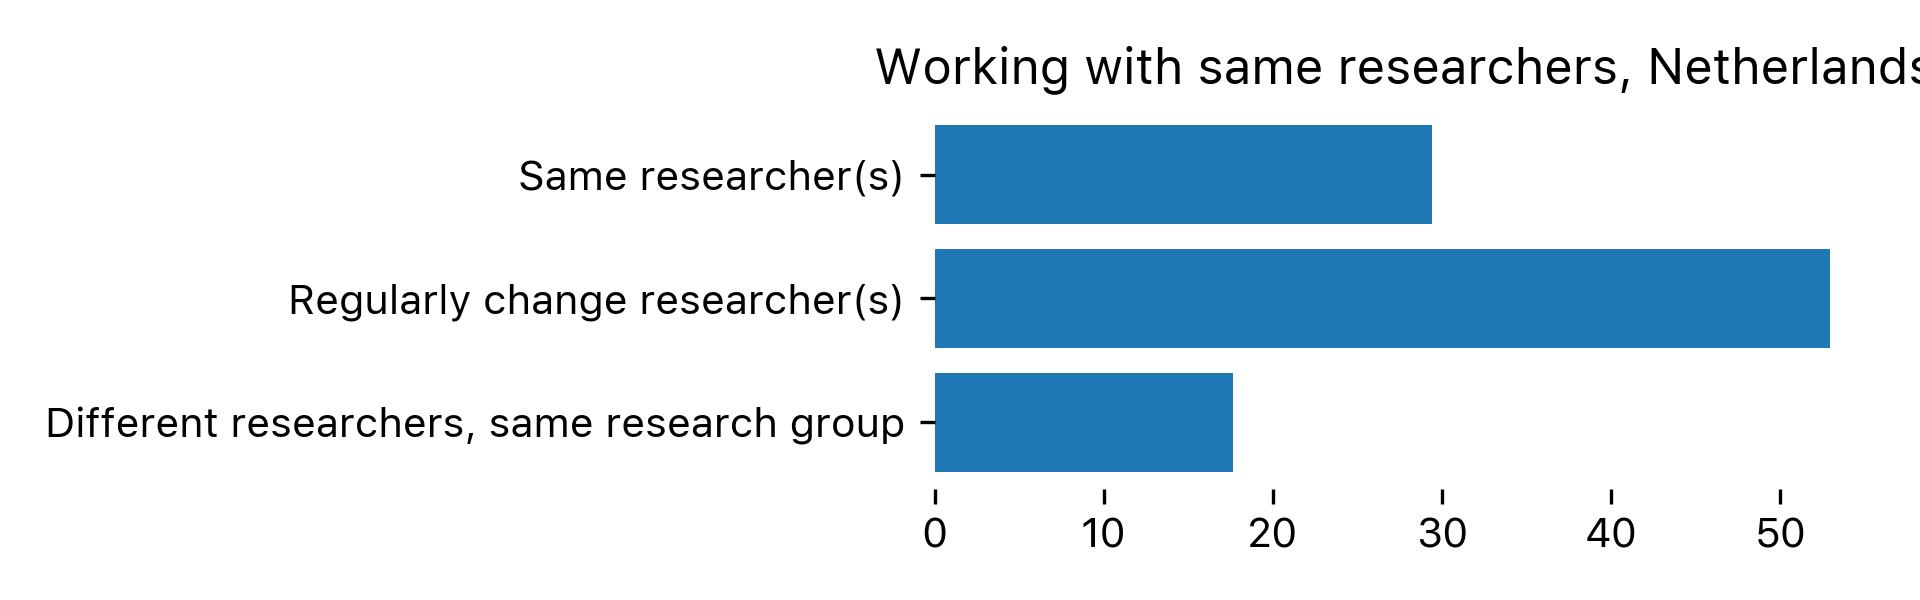 Working with same researchers, Netherlands
Same researcher(s)
Regularly change researcher(s)
Different researchers, same research group
0 10 20 30 40 50